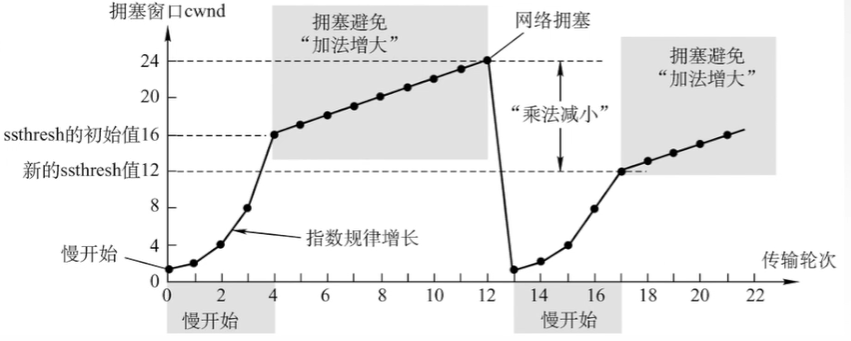 拥塞窗口cwnd
拥塞避免
“加法增大”
网络拥塞
拥塞避免
“加法增大”
24
20
“乘法减小”
ssthresh的初始值16
新的ssthresh值12
8
指数规律增长
慢开始
4
传输轮次
0
0 2 4 6 8 10 12 14 16 18 20 22
慢开始 慢开始